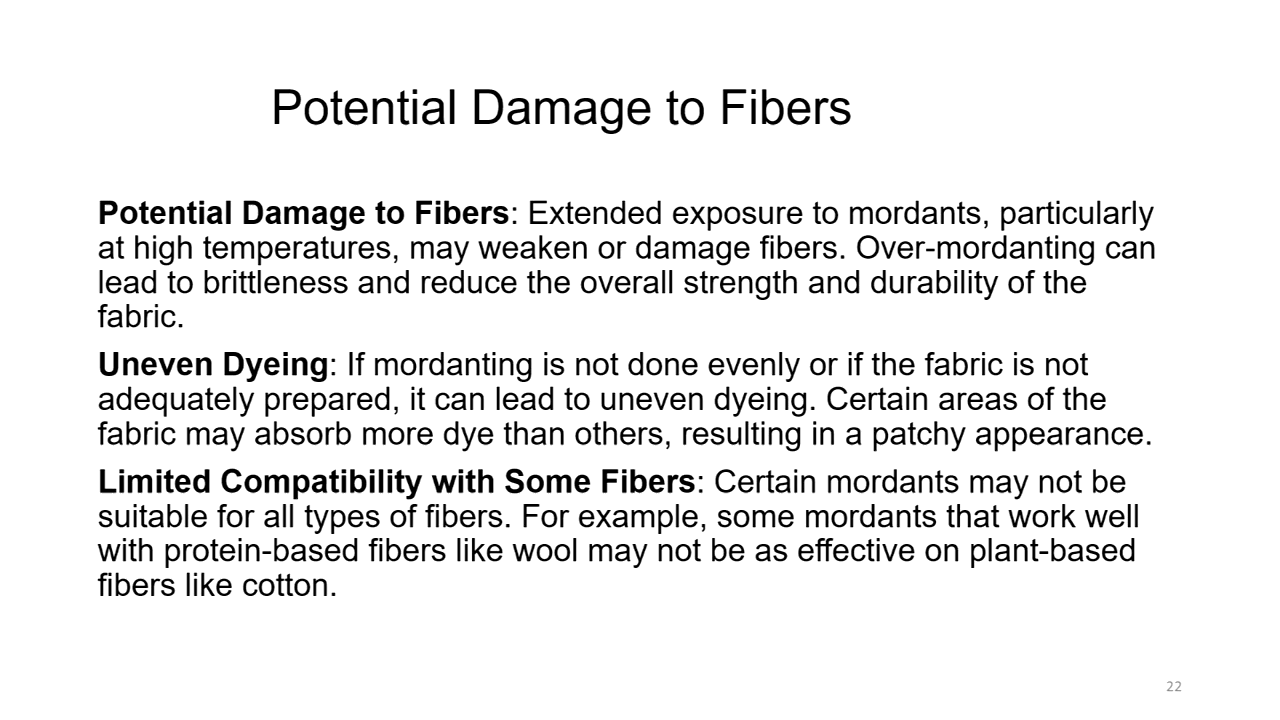 Potential Damage to Fibers
Potential Damage to Fibers: Extended exposure to mordants, particularly
at high temperatures, may weaken or damage fibers. Over-mordanting can
lead to brittleness and reduce the overall strength and durability of the
fabric.
Uneven Dyeing: If mordanting is not done evenly or if the fabric is not
adequately prepared, it can lead to uneven dyeing. Certain areas of the
fabric may absorb more dye than others, resulting in a patchy appearance.
Limited Compatibility with Some Fibers: Certain mordants may not be
suitable for all types of fibers. For example, some mordants that work well
with protein-based fibers like wool may not be as effective on plant-based
fibers like cotton.
22